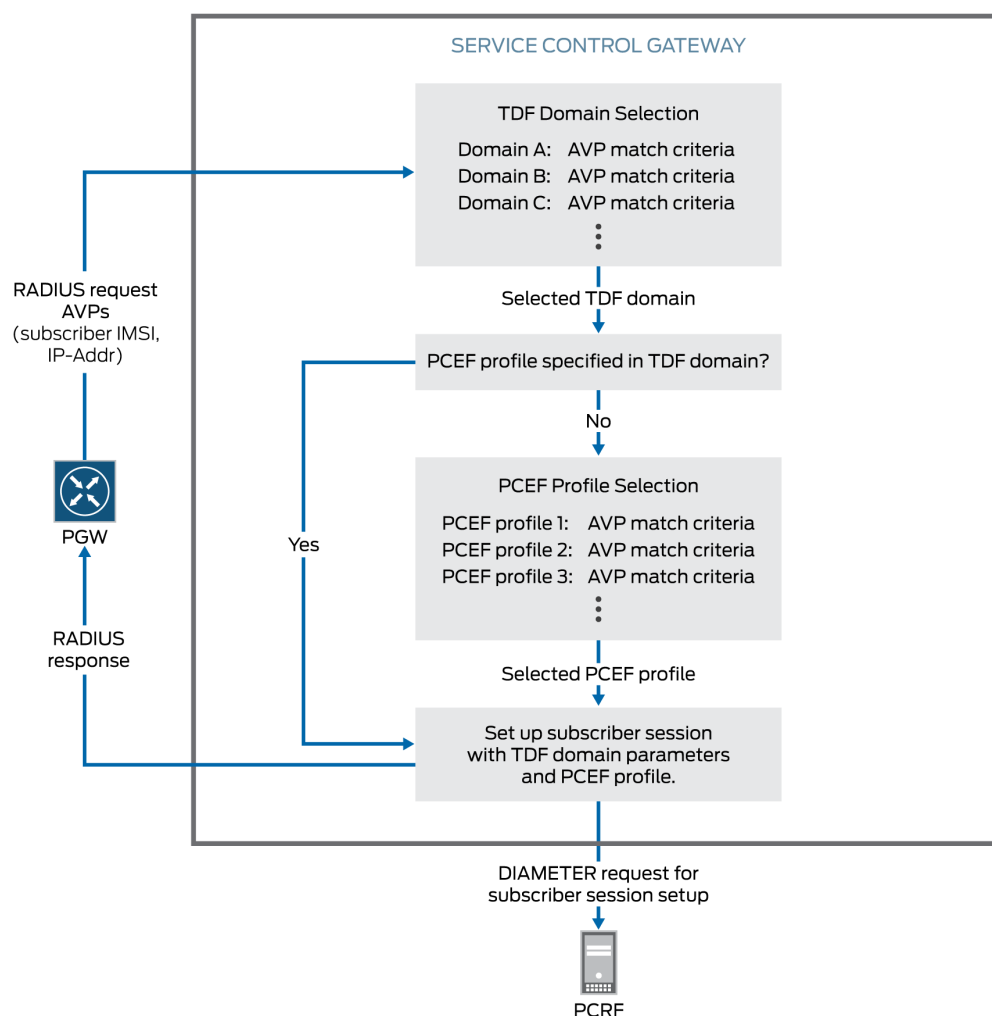 SERVICE CONTROL GATEWAY
TDF Domain Selection
Domain A: AVP match criteria
Domain B: AVP match criteria
Domain C: AVP match criteria
RADIUS request
AVPs
(subscriber IMSI,
IP-Addr)
Selected TDF domain
PCEF profile specified in TDF domain?
No
PCEF Profile Selection
PCEF profile 1: AVP match criteria
PCEF profile 2: AVP match criteria
PCEF profile 3: AVP match criteria
PGW
Yes
RADIUS
response
Selected PCEF profile
Set up subscriber session
with TDF domain parameters
and PCEF profile.
DIAMETER request for
subscriber session setup
PCRF